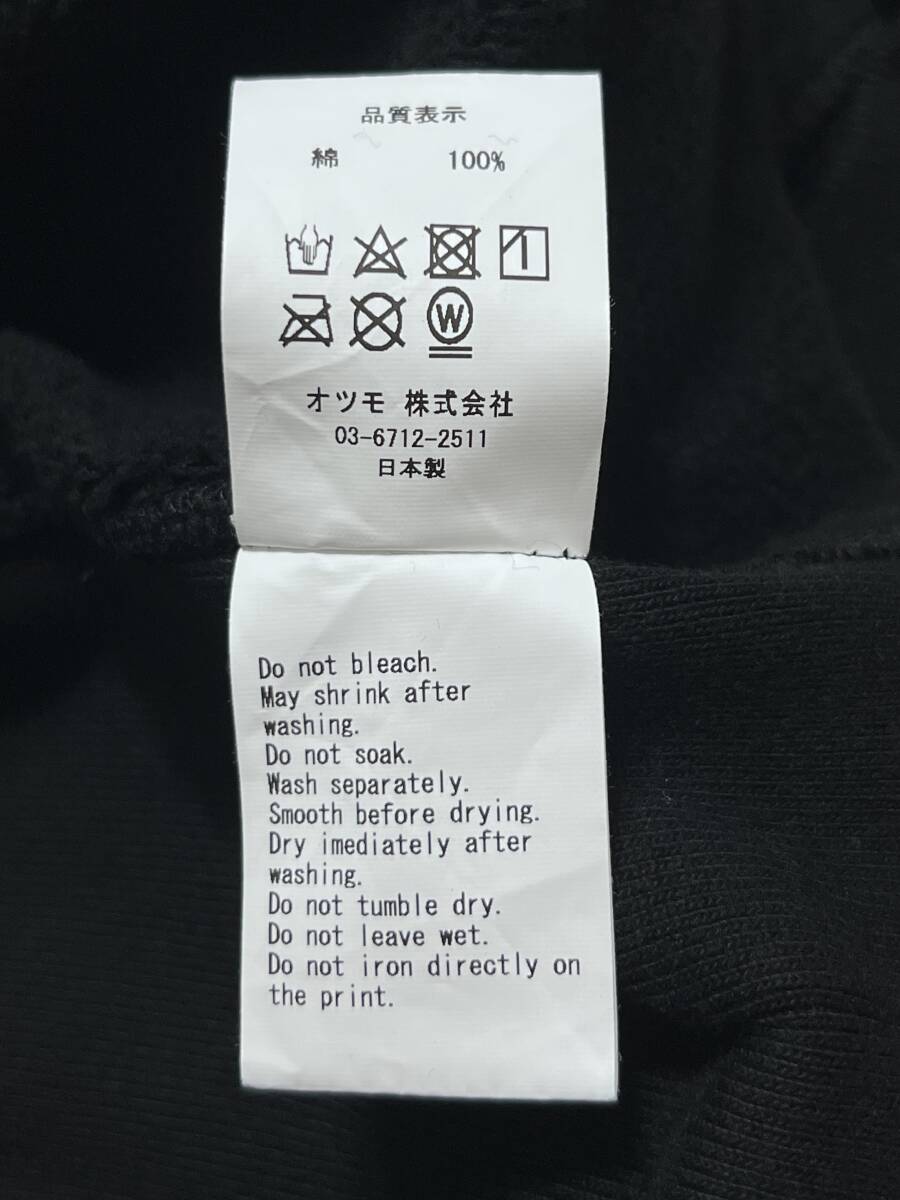 品質表示
綿 100%
W
オツモ 株式会社
03-6712-2511
日本製
Do not bleach.
May shrink after
washing.
Do not soak.
Wash separately.
Smooth before drying.
Dry imediately after
washing.
Do not tumble dry.
Do not leave wet.
Do not iron directly on
the print.